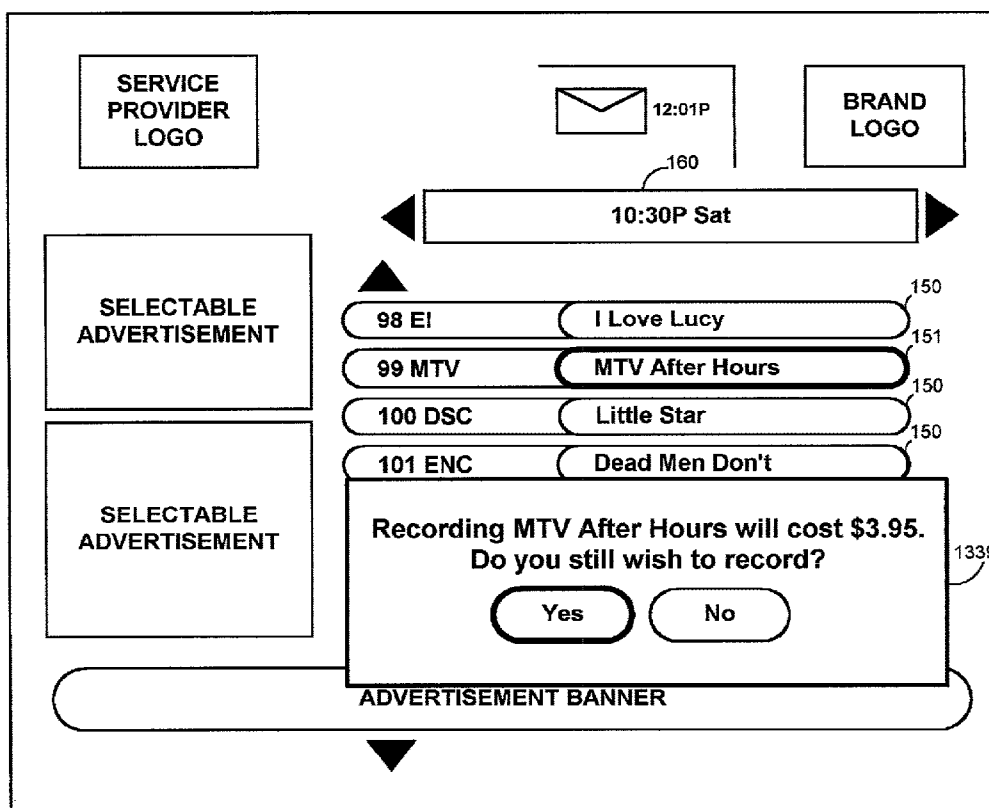 SERVICE
PROVIDER
LOGO
12:01P
BRAND
LOGO
160
10:30P Sat
SELECTABLE
ADVERTISEMENT
150
98 E! I Love Lucy
151
99 MTV MTV After Hours
150
100 DSC Little Star
150
101 ENC Dead Men Don't
SELECTABLE
ADVERTISEMENT
Recording MTV After Hours will cost $3.95.
Do you still wish to record?
1339
Yes No
ADVERTISEMENT BANNER